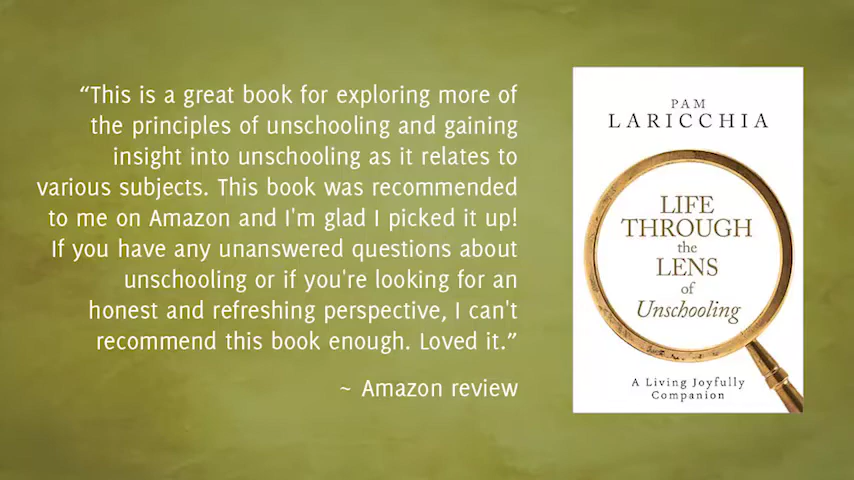 “This is a great book for exploring more of
the principles of unschooling and gaining
insight into unschooling as it relates to
various subjects. This book was recommended
to me on Amazon and I'm glad I picked it up!
If you have any unanswered questions about
unschooling or if you're looking for an
honest and refreshing perspective, I can't
recommend this book enough. Loved it.”
~ Amazon review
PAM
LARICCHIA
LIFE
THROUGH
the
LENS
of
Unschooling
A Living Joyfully
Companion